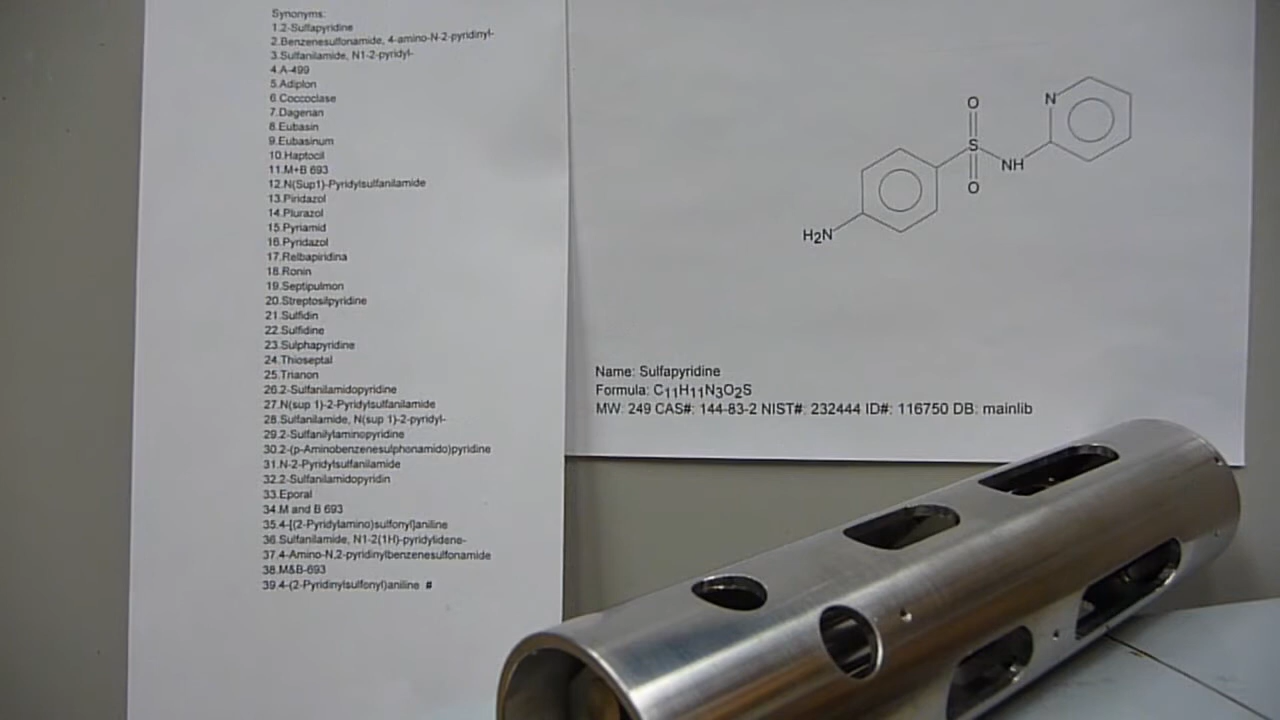 Synonyms:
1.2-Sulfapyridine
2.Benzenesulfonamide, 4-amino-N-2-pyridinyl-
3.Sulfanilamide, N1-2-pyridyl-
4.A-499
5.Adiplon
6.Coccoclase
7.Dagenan
8.Eubasin
9.Eubasinum
10.Haptocil
11.M+B 693
12.N(Sup1)-Pyridylsulfanilamide
13.Piridazol
14.Plurazol
15.Pyriamid
16.Pyridazol
17.Relbapiridina
18.Ronin
19.Septipulmon
20.Streptosilpyridine
21.Sulfidin
22.Sulfidine
23.Sulphapyridine
24.Thioseptal
25.Trianon
26.2-Sulfanilamidopyridine
27.N(sup 1)-2-Pyridylsulfanilamide
28.Sulfanilamide, N(sup 1)-2-pyridyl-
29.2-Sulfanilylaminopyridine
30.2-(p-Aminobenzenesulphonamido)pyridine
31.N-2-Pyridylsulfanilamide
32.2-Sulfanilamidopyridin
33.Eporal
34.M and B 693
35.4-[(2-Pyridylamino)sulfonyl]aniline
36.Sulfanilamide, N1-2(1H)-pyridylidene-
37.4-Amino-N,2-pyridinylbenzenesulfonamide
38.M&B-693
39.4-(2-Pyridinylsulfonyl)aniline #
O
N
S
NH
O
H2N
Name: Sulfapyridine
Formula: C11H11N3O2S
MW: 249 CAS#: 144-83-2 NIST#: 232444 ID#: 116750 DB: mainlib